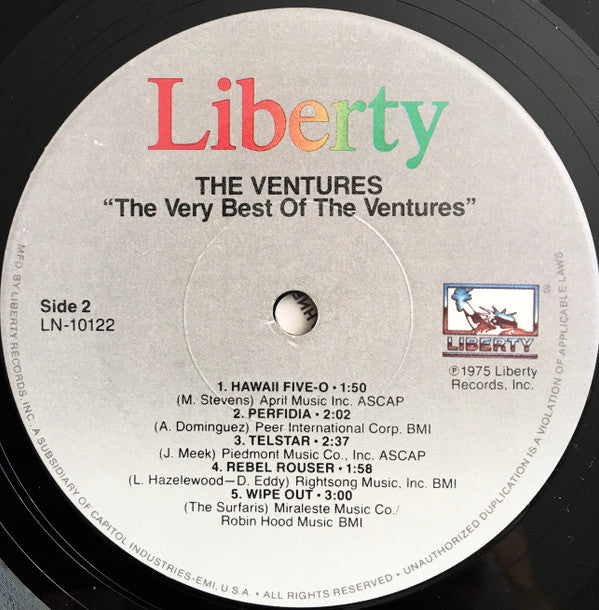 Liberty
THE VENTURES
“The Very Best Of The Ventures”
Side 2
LN-10122
LIBERTY
®
℗1975 Liberty
Records, Inc.
1. HAWAII FIVE-O • 1:50
(M. Stevens) April Music Inc. ASCAP
2. PERFIDIA • 2:02
(A. Dominguez) Peer International Corp. BMI
3. TELSTAR • 2:37
(J. Meek) Piedmont Music Co., Inc. ASCAP
4. REBEL ROUSER • 1:58
(L. Hazelewood—D. Eddy) Rightsong Music, Inc. BMI
5. WIPE OUT • 3:00
(The Surfaris) Miraleste Music Co./
Robin Hood Music BMI
MFD. BY LIBERTY RECORDS, INC. A SUBSIDIARY OF CAPITOL INDUSTRIES-EMI, U.S.A. • ALL RIGHTS RESERVED • UNAUTHORIZED DUPLICATION IS A VIOLATION OF APPLICABLE LAWS